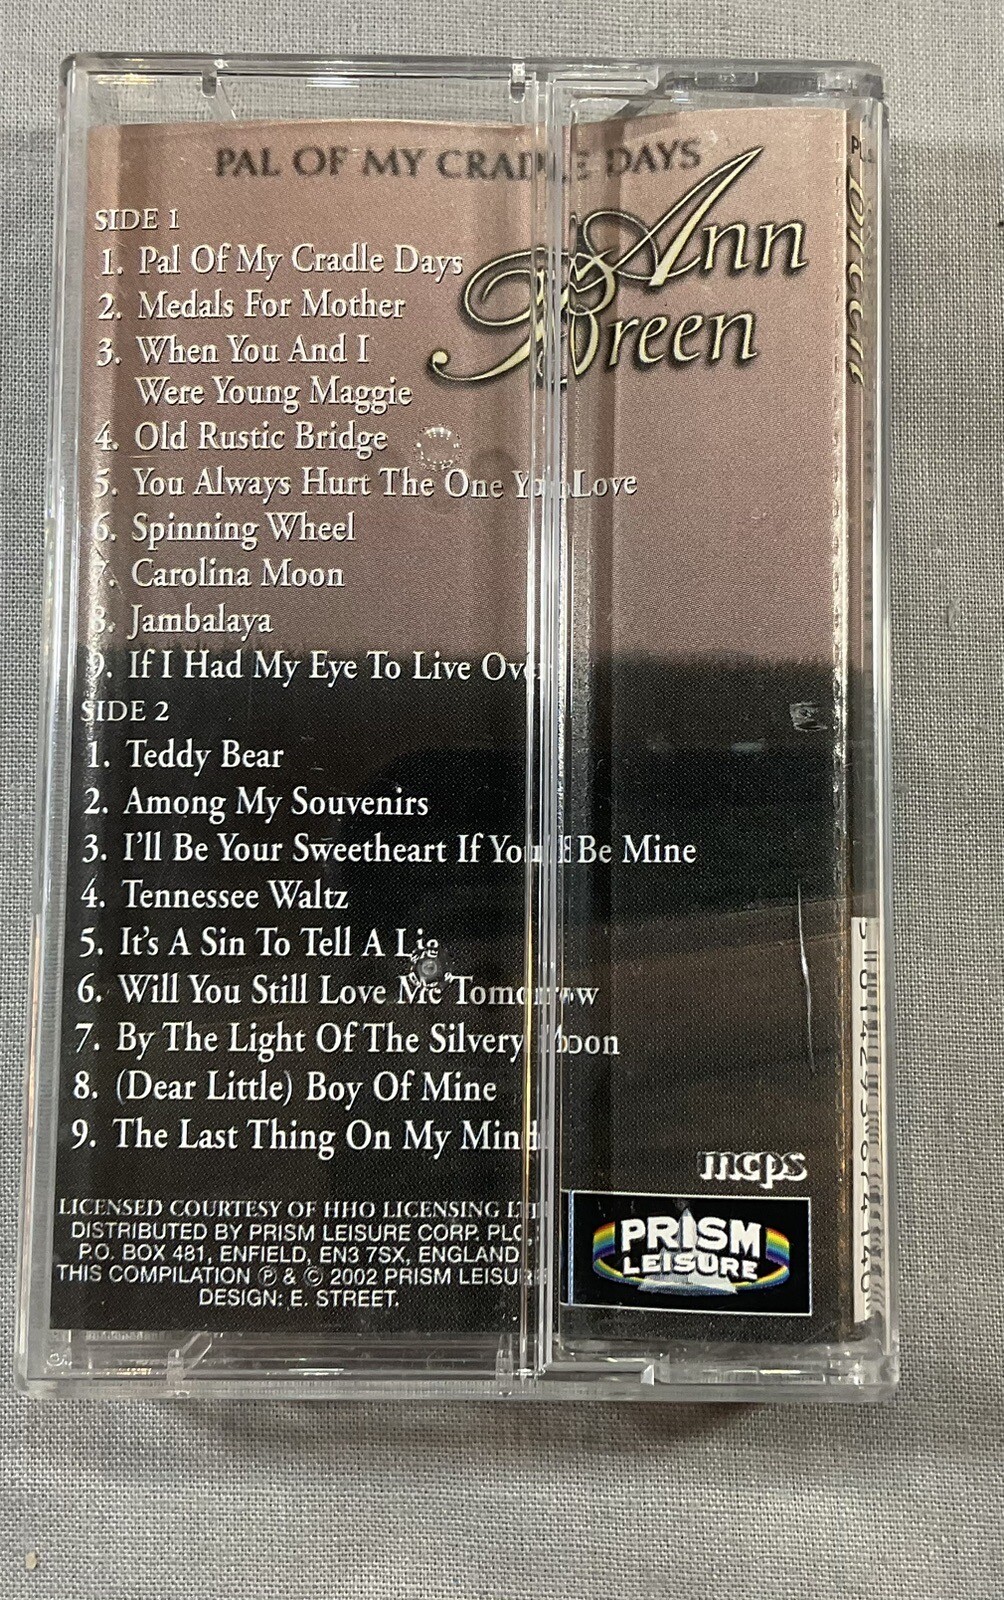 PAL OF MY CRADLE DAYS
Ann
Breen
SIDE 1
1. Pal Of My Cradle Days
2. Medals For Mother
3. When You And I
Were Young Maggie
4. Old Rustic Bridge
5. You Always Hurt The One You Love
6. Spinning Wheel
7. Carolina Moon
8. Jambalaya
9. If I Had My Eye To Live Over
SIDE 2
1. Teddy Bear
2. Among My Souvenirs
3. I'll Be Your Sweetheart If You'll Be Mine
4. Tennessee Waltz
5. It's A Sin To Tell A Lie
6. Will You Still Love Me Tomorrow
7. By The Light Of The Silvery Moon
8. (Dear Little) Boy Of Mine
9. The Last Thing On My Mind
mcps
LICENSED COURTESY OF HHO LICENSING LTD
DISTRIBUTED BY PRISM LEISURE CORP. PLC,
P.O. BOX 481, ENFIELD, EN3 7SX, ENGLAND
THIS COMPILATION Ⓟ & © 2002 PRISM LEISURE
DESIGN: E. STREET.
PRISM
LEISURE